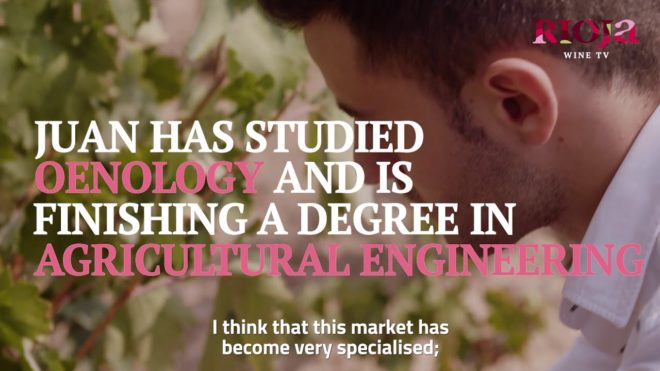 RIOJA
WINE TV
JUAN HAS STUDIED
OENOLOGY AND IS
FINISHING A DEGREE IN
AGRICULTURAL ENGINEERING
I think that this market has
become very specialised;